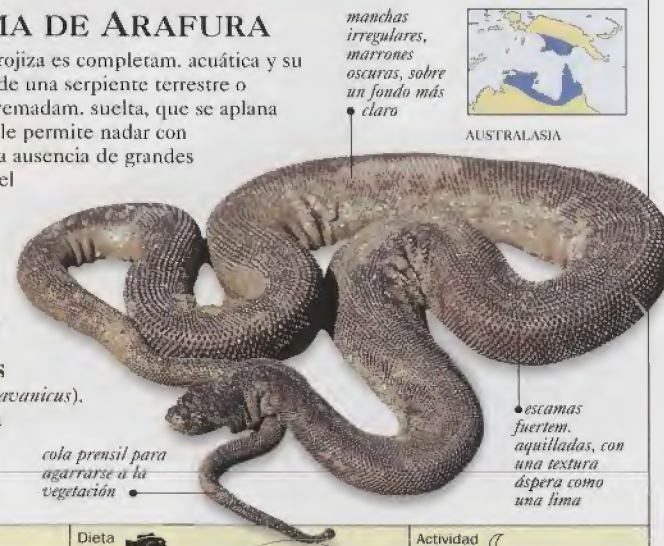 MA DE ARAFURA
rojiza es completam. acuática y su
de una serpiente terrestre o
remadam. suelta, que se aplana
le permite nadar con
a ausencia de grandes
el
s
avanicus).
manchas
irregulares,
marrones
oscuras, sobre
un fondo más
claro
AUSTRALASIA
escamas
fuertem.
aquilladas, con
una textura
áspera como
una lima
cola prensil para
agarrarse a la
vegetación
Dieta
Actividad